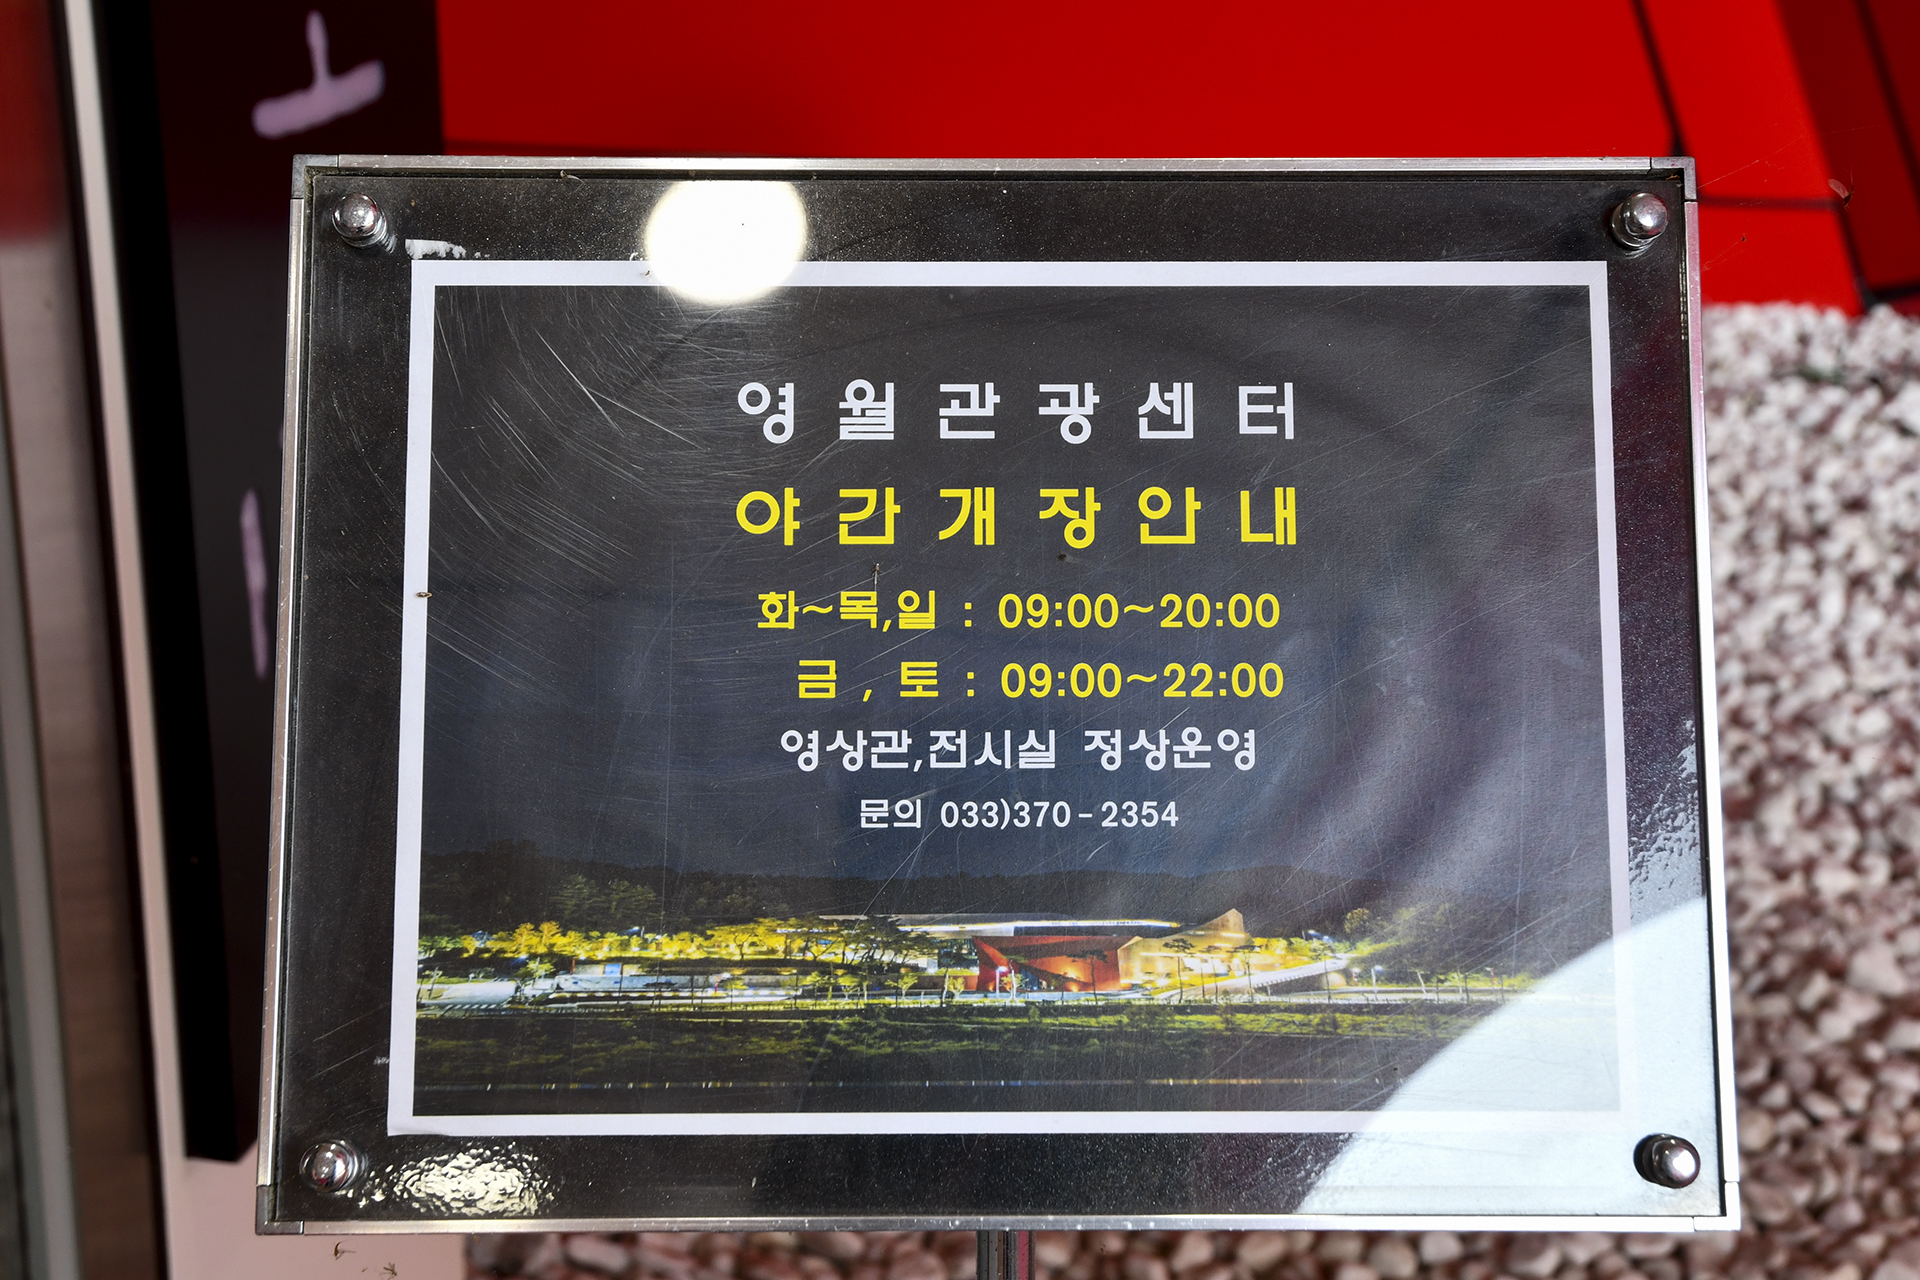 영월관광센터
야간개장안내
화~목,일 : 09:00~20:00
금 , 토 : 09:00~22:00
영상관,전시실 정상운영
문의 033)370-2354